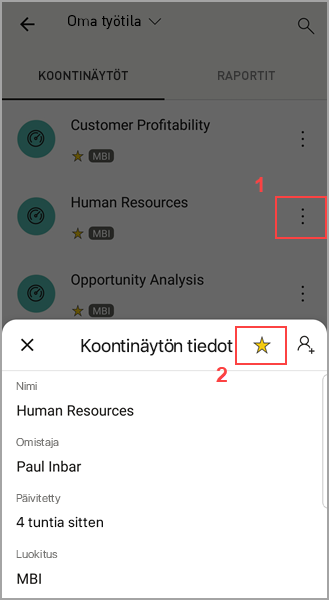 Oma työtila
KOONTINÄYTÖT RAPORTIT
Customer Profitability
MBI
1
Human Resources
MBI
Opportunity Analysis
MBI
Koontinäytön tiedot
2
Nimi
Human Resources
Omistaja
Paul Inbar
Päivitetty
4 tuntia sitten
Luokitus
MBI